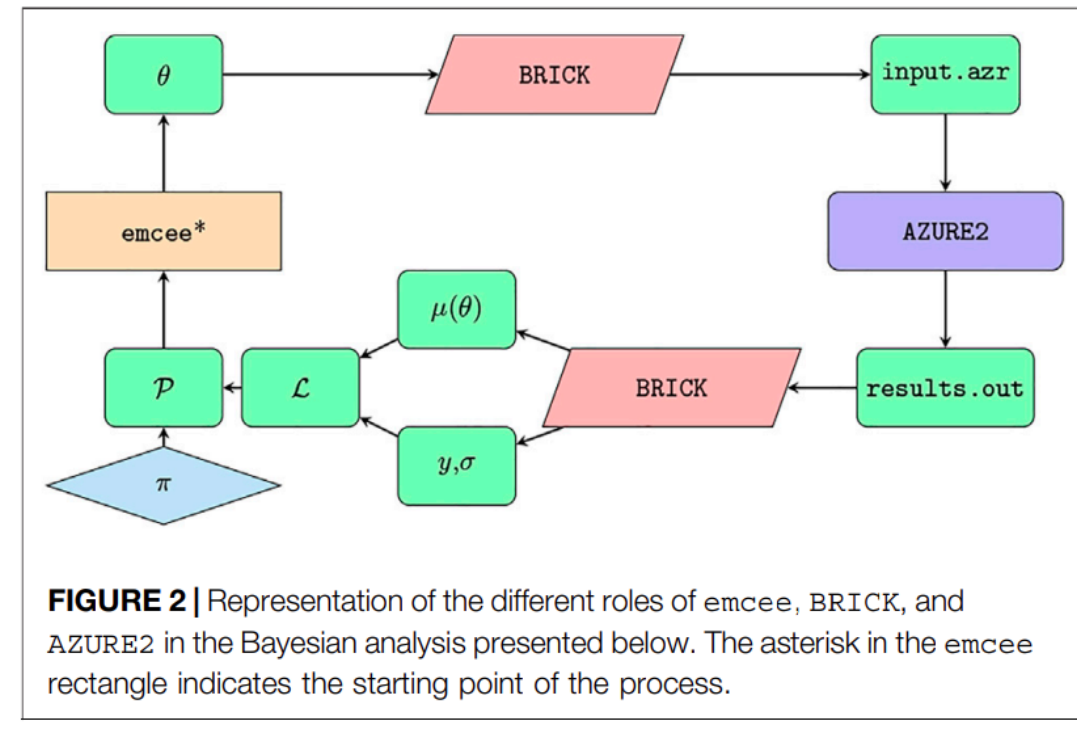 θ
BRICK
input.azr
emcee*
AZURE2
μ(θ)
𝒫
ℒ
BRICK
results.out
y,σ
π
FIGURE 2 | Representation of the different roles of emcee, BRICK, and
AZURE2 in the Bayesian analysis presented below. The asterisk in the emcee
rectangle indicates the starting point of the process.